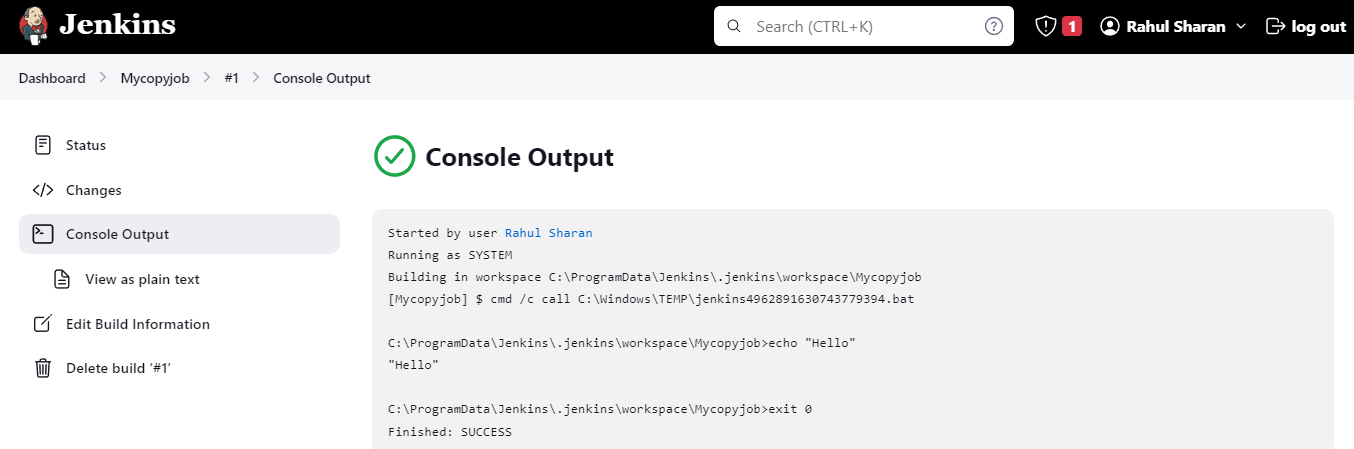 Jenkins
Search (CTRL+K)
1
Rahul Sharan
log out
Dashboard
Mycopyjob
#1
Console Output
Status
Changes
Console Output
View as plain text
Edit Build Information
Delete build ‘#1’
Console Output
Started by user Rahul Sharan
Running as SYSTEM
Building in workspace C:\ProgramData\Jenkins\.jenkins\workspace\Mycopyjob
[Mycopyjob] $ cmd /c call C:\Windows\TEMP\jenkins4962891630743779394.bat
C:\ProgramData\Jenkins\.jenkins\workspace\Mycopyjob>echo "Hello"
"Hello"
C:\ProgramData\Jenkins\.jenkins\workspace\Mycopyjob>exit 0
Finished: SUCCESS